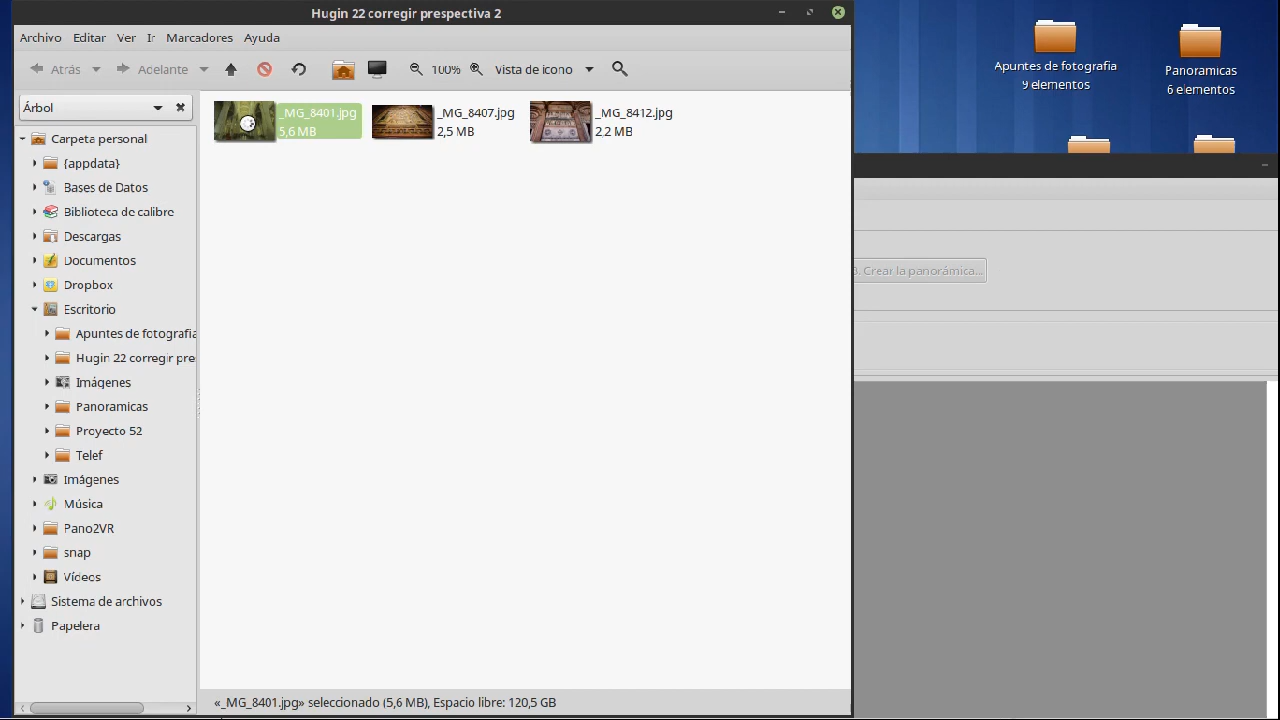 Hugin 22 corregir prespectiva 2
Archivo Editar Ver Ir Marcadores Ayuda
Atrás Adelante 100% Vista de icono
Árbol
Carpeta personal
{appdata}
Bases de Datos
Biblioteca de calibre
Descargas
Documentos
Dropbox
Escritorio
Apuntes de fotografia
Hugin 22 corregir pre
Imágenes
Panoramicas
Proyecto 52
Telef
Imágenes
Música
Pano2VR
snap
Vídeos
Sistema de archivos
Papelera
_MG_8401.jpg
5,6 MB
_MG_8407.jpg
2,5 MB
_MG_8412.jpg
2,2 MB
«_MG_8401.jpg» seleccionado (5,6 MB), Espacio libre: 120,5 GB
Apuntes de fotografia
9 elementos
Panoramicas
6 elementos
3. Crear la panorámica...